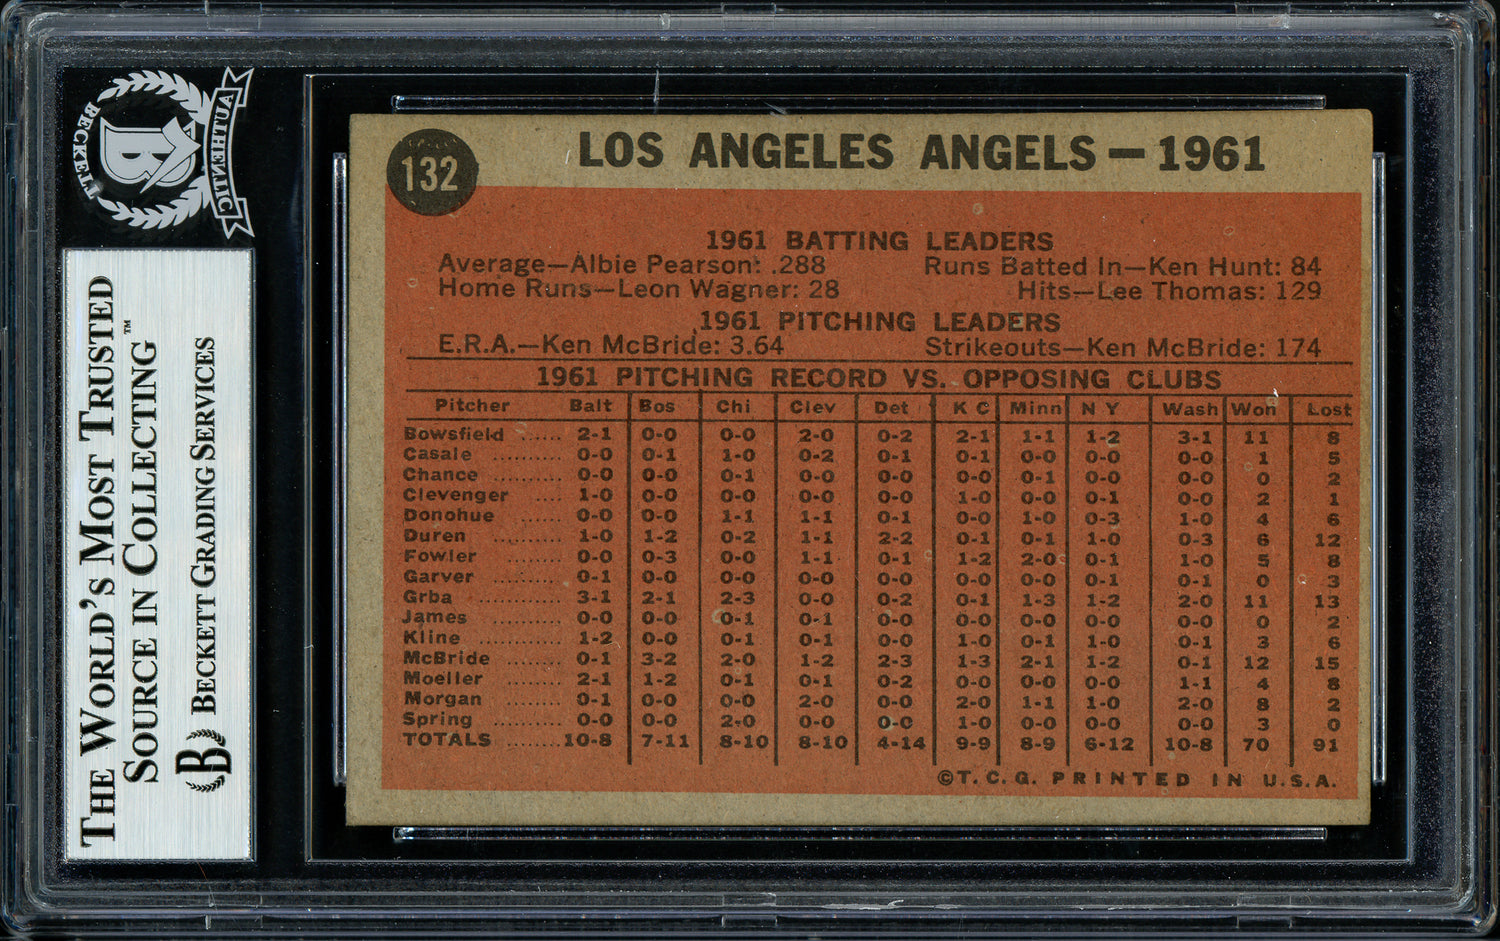 BECKETT
AUTHENTIC
B
THE WORLD'S MOST TRUSTED
SOURCE IN COLLECTING™
B BECKETT GRADING SERVICES
132
LOS ANGELES ANGELS — 1961
1961 BATTING LEADERS
Average—Albie Pearson: .288 Runs Batted In—Ken Hunt: 84
Home Runs—Leon Wagner: 28 Hits—Lee Thomas: 129
1961 PITCHING LEADERS
E.R.A.—Ken McBride: 3.64 Strikeouts—Ken McBride: 174
1961 PITCHING RECORD VS. OPPOSING CLUBS
Pitcher Balt Bos Chi Clev Det K C Minn N Y Wash Won Lost
Bowsfield ...... 2-1 0-0 0-0 2-0 0-2 2-1 1-1 1-2 3-1 11 8
Casale .......... 0-0 0-1 1-0 0-2 0-1 0-1 0-0 0-0 0-0 1 5
Chance .......... 0-0 0-0 0-1 0-0 0-0 0-0 0-1 0-0 0-0 0 2
Clevenger .... 1-0 0-0 0-0 0-0 0-0 1-0 0-0 0-1 0-0 2 1
Donohue ...... 0-0 0-0 1-1 1-1 0-1 0-0 1-0 0-3 1-0 4 6
Duren .......... 1-0 1-2 0-2 1-1 2-2 0-1 0-1 1-0 0-3 6 12
Fowler .......... 0-0 0-3 0-0 1-1 0-1 1-2 2-0 0-1 1-0 5 8
Garver .......... 0-1 0-0 0-0 0-0 0-0 0-0 0-0 0-1 0-1 0 3
Grba ............ 3-1 2-1 2-3 0-0 0-2 0-1 1-3 1-2 2-0 11 13
James .......... 0-0 0-0 0-1 0-1 0-0 0-0 0-0 0-0 0-0 0 2
Kline ............ 1-2 0-0 0-1 0-1 0-0 1-0 0-1 1-0 0-1 3 6
McBride ........ 0-1 3-2 2-0 1-2 2-3 1-3 2-1 1-2 0-1 12 15
Moeller ........ 2-1 1-2 0-1 0-1 0-2 0-0 0-0 0-0 1-1 4 8
Morgan ........ 0-1 0-0 0-0 2-0 0-0 2-0 1-1 1-0 2-0 8 2
Spring .......... 0-0 0-0 2-0 0-0 0-0 1-0 0-0 0-0 0-0 3 0
TOTALS ........ 10-8 7-11 8-10 8-10 4-14 9-9 8-9 6-12 10-8 70 91
©T.C.G. PRINTED IN U.S.A.